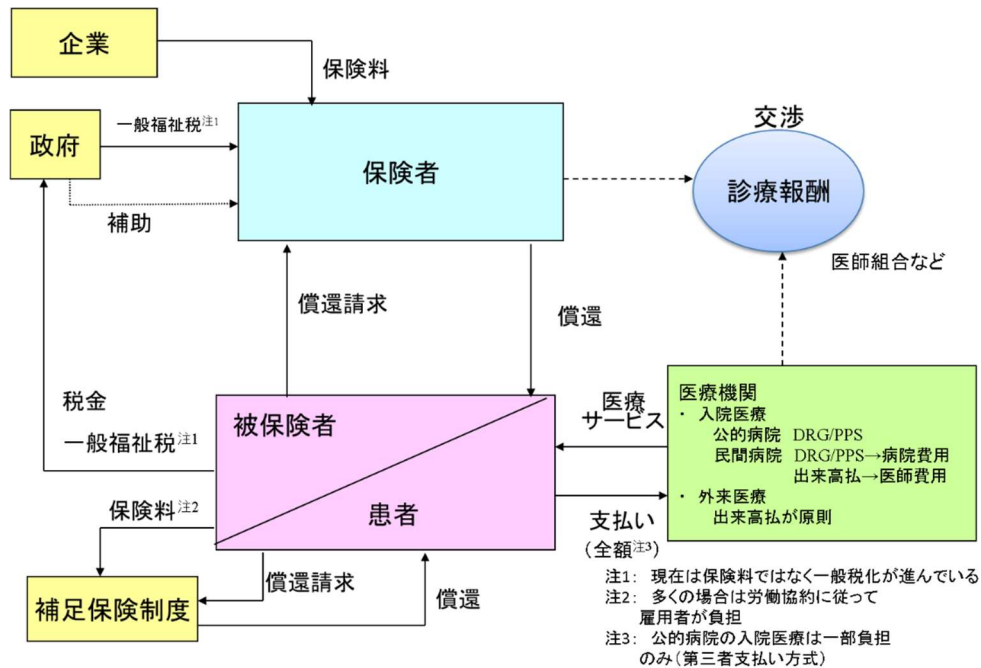 企業
保険料
政府
一般福祉税注1
補助
保険者
交渉
診療報酬
医師組合など
償還請求
償還
税金
一般福祉税注1
被保険者
患者
医療
サービス
支払い
(全額注3)
医療機関
・ 入院医療
公的病院 DRG/PPS
民間病院 DRG/PPS→病院費用
出来高払→医師費用
・ 外来医療
出来高払が原則
保険料注2
補足保険制度
償還請求
償還
注1: 現在は保険料ではなく一般税化が進んでいる
注2: 多くの場合は労働協約に従って
雇用者が負担
注3: 公的病院の入院医療は一部負担
のみ(第三者支払い方式)